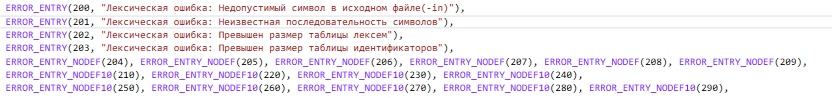 ERROR_ENTRY(200, "Лексическая ошибка: Недопустимый символ в исходном файле(-in)"),
ERROR_ENTRY(201, "Лексическая ошибка: Неизвестная последовательность символов"),
ERROR_ENTRY(202, "Лексическая ошибка: Превышен размер таблицы лексем"),
ERROR_ENTRY(203, "Лексическая ошибка: Превышен размер таблицы идентификаторов"),
ERROR_ENTRY_NODEF(204), ERROR_ENTRY_NODEF(205), ERROR_ENTRY_NODEF(206), ERROR_ENTRY_NODEF(207), ERROR_ENTRY_NODEF(208), ERROR_ENTRY_NODEF(209),
ERROR_ENTRY_NODEF10(210), ERROR_ENTRY_NODEF10(220), ERROR_ENTRY_NODEF10(230), ERROR_ENTRY_NODEF10(240),
ERROR_ENTRY_NODEF10(250), ERROR_ENTRY_NODEF10(260), ERROR_ENTRY_NODEF10(270), ERROR_ENTRY_NODEF10(280), ERROR_ENTRY_NODEF10(290),